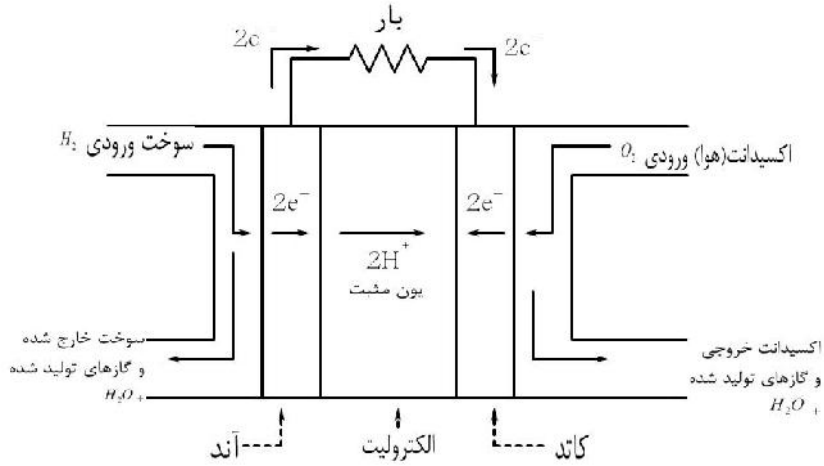 بار
2e
2e
سوخت ورودی H₂
اکسیدانت(هوا) ورودی O₂
2e⁻
2e⁻
2H⁺
یون مثبت
سوخت خارج شده
و گازهای تولید شده
H₂O +
اکسیدانت خروجی
و گازهای تولید شده
H₂O +
آند
الکترولیت
کاتد